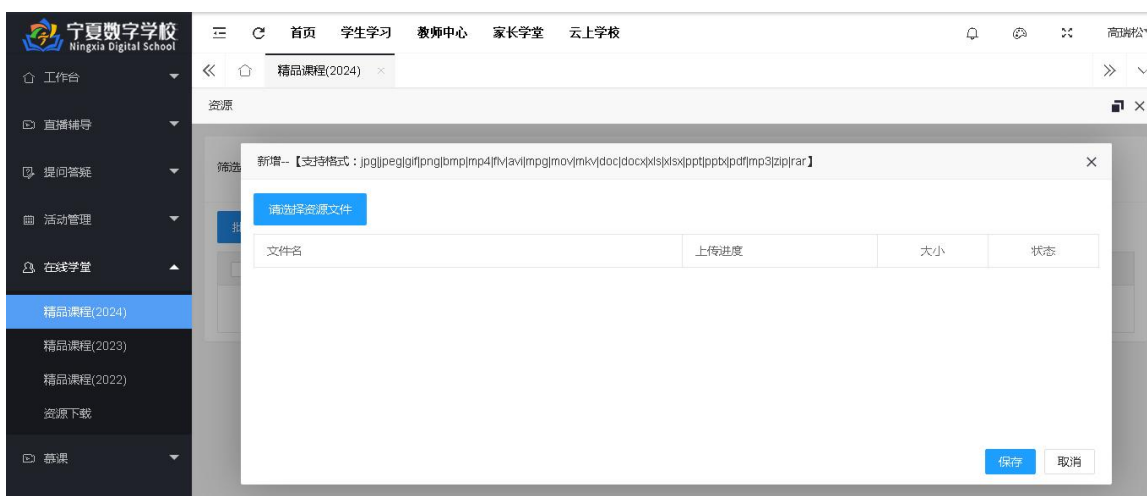 宁夏数字学校
Ningxia Digital School
首页 学生学习 教师中心 家长学堂 云上学校 高瑞松
工作台
精品课程(2024)
资源
直播辅导
筛选
新增--【支持格式：jpg|jpeg|gif|png|bmp|mp4|flv|avi|mpg|mov|mkv|doc|docx|xls|xlsx|ppt|pptx|pdf|mp3|zip|rar】
提问答疑
请选择资源文件
批
活动管理
文件名 上传进度 大小 状态
在线学堂
精品课程(2024)
精品课程(2023)
精品课程(2022)
资源下载
慕课
保存 取消